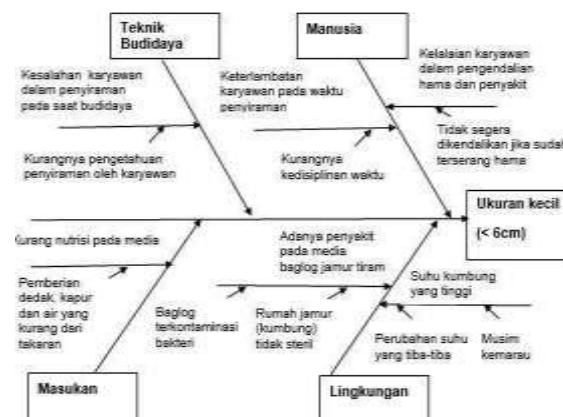 Teknik
Budidaya
Manusia
Kesalahan karyawan
dalam penyiraman
pada saat budidaya
Kurangnya pengetahuan
penyiraman oleh karyawan
Keterlambatan
karyawan pada waktu
penyiraman
Kurangnya
kedisiplinan waktu
Kelalaian karyawan
dalam pengendalian
hama dan penyakit
Tidak segera
dikendalikan jika sudah
terserang hama
Ukuran kecil
(< 6cm)
Kurang nutrisi pada media
Pemberian
dedak, kapur
dan air yang
kurang dari
takaran
Adanya penyakit
pada media
baglog jamur tiram
Baglog
terkontaminasi
bakteri
Rumah jamur
(kumbung)
tidak steril
Suhu kumbung
yang tinggi
Perubahan suhu
yang tiba-tiba
Musim
kemarau
Masukan
Lingkungan